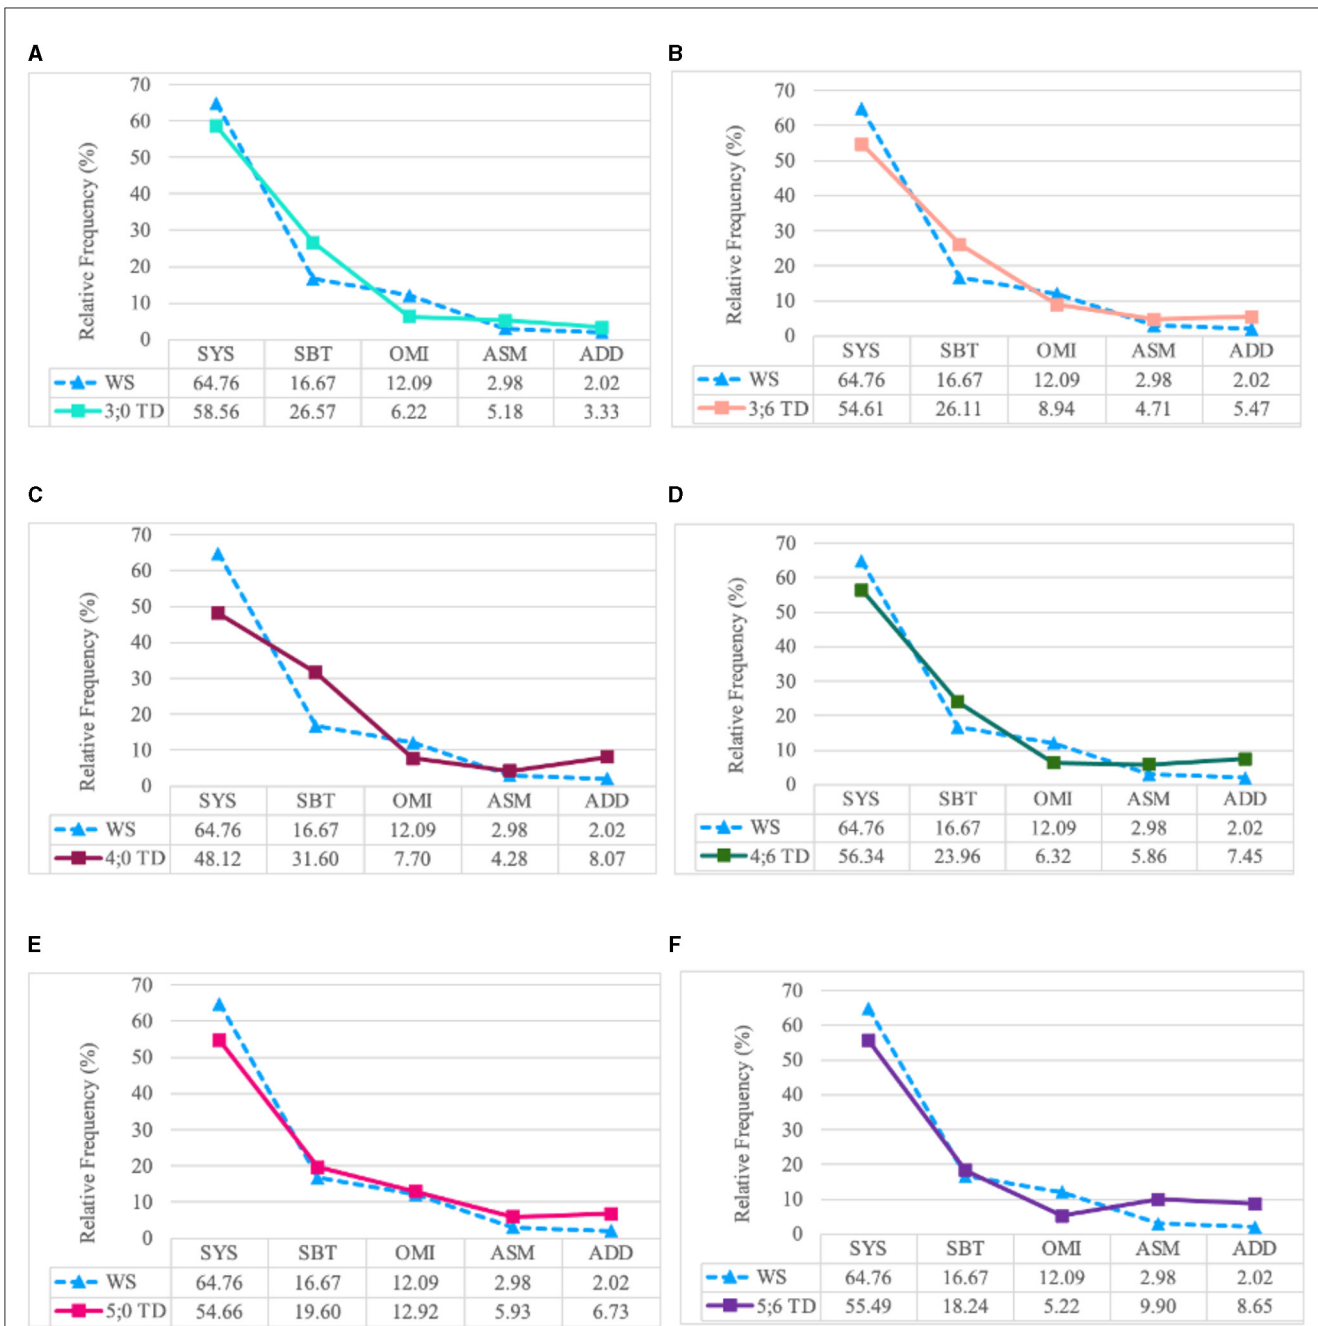 A
Relative Frequency (%)
70
60
50
40
30
20
10
0
SYS SBT OMI ASM ADD
WS 64.76 16.67 12.09 2.98 2.02
3;0 TD 58.56 26.57 6.22 5.18 3.33
B
Relative Frequency (%)
70
60
50
40
30
20
10
0
SYS SBT OMI ASM ADD
WS 64.76 16.67 12.09 2.98 2.02
3;6 TD 54.61 26.11 8.94 4.71 5.47
C
Relative Frequency (%)
70
60
50
40
30
20
10
0
SYS SBT OMI ASM ADD
WS 64.76 16.67 12.09 2.98 2.02
4;0 TD 48.12 31.60 7.70 4.28 8.07
D
Relative Frequency (%)
70
60
50
40
30
20
10
0
SYS SBT OMI ASM ADD
WS 64.76 16.67 12.09 2.98 2.02
4;6 TD 56.34 23.96 6.32 5.86 7.45
E
Relative Frequency (%)
70
60
50
40
30
20
10
0
SYS SBT OMI ASM ADD
WS 64.76 16.67 12.09 2.98 2.02
5;0 TD 54.66 19.60 12.92 5.93 6.73
F
Relative Frequency (%)
70
60
50
40
30
20
10
0
SYS SBT OMI ASM ADD
WS 64.76 16.67 12.09 2.98 2.02
5;6 TD 55.49 18.24 5.22 9.90 8.65